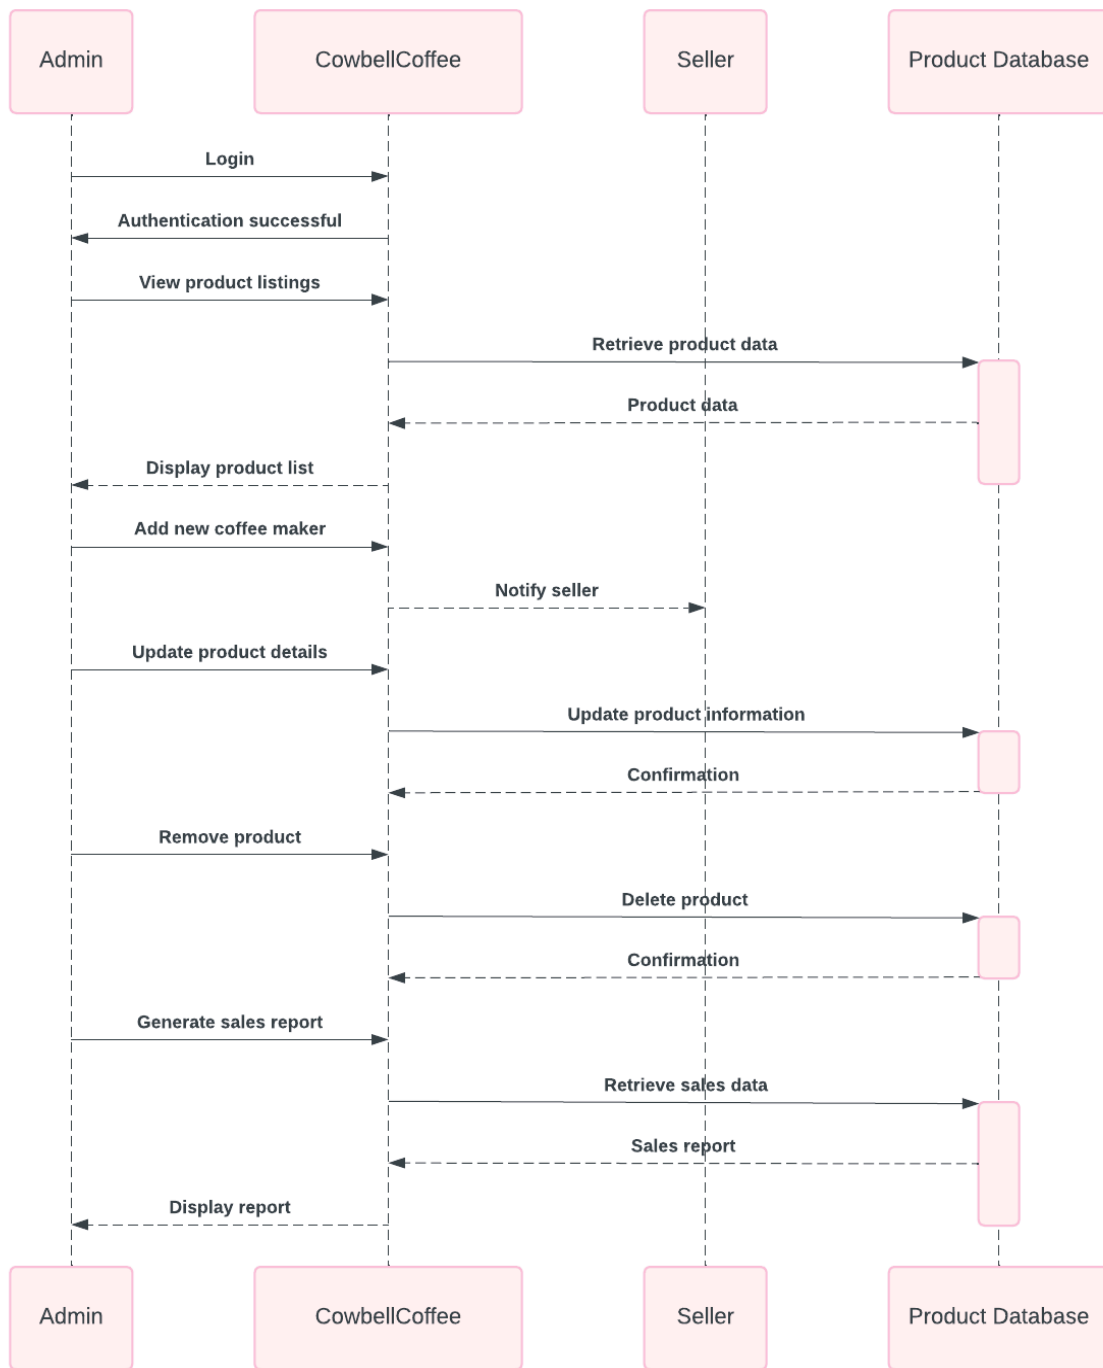 Admin
CowbellCoffee
Seller
Product Database
Login
Authentication successful
View product listings
Retrieve product data
Product data
Display product list
Add new coffee maker
Notify seller
Update product details
Update product information
Confirmation
Remove product
Delete product
Confirmation
Generate sales report
Retrieve sales data
Sales report
Display report
Admin
CowbellCoffee
Seller
Product Database